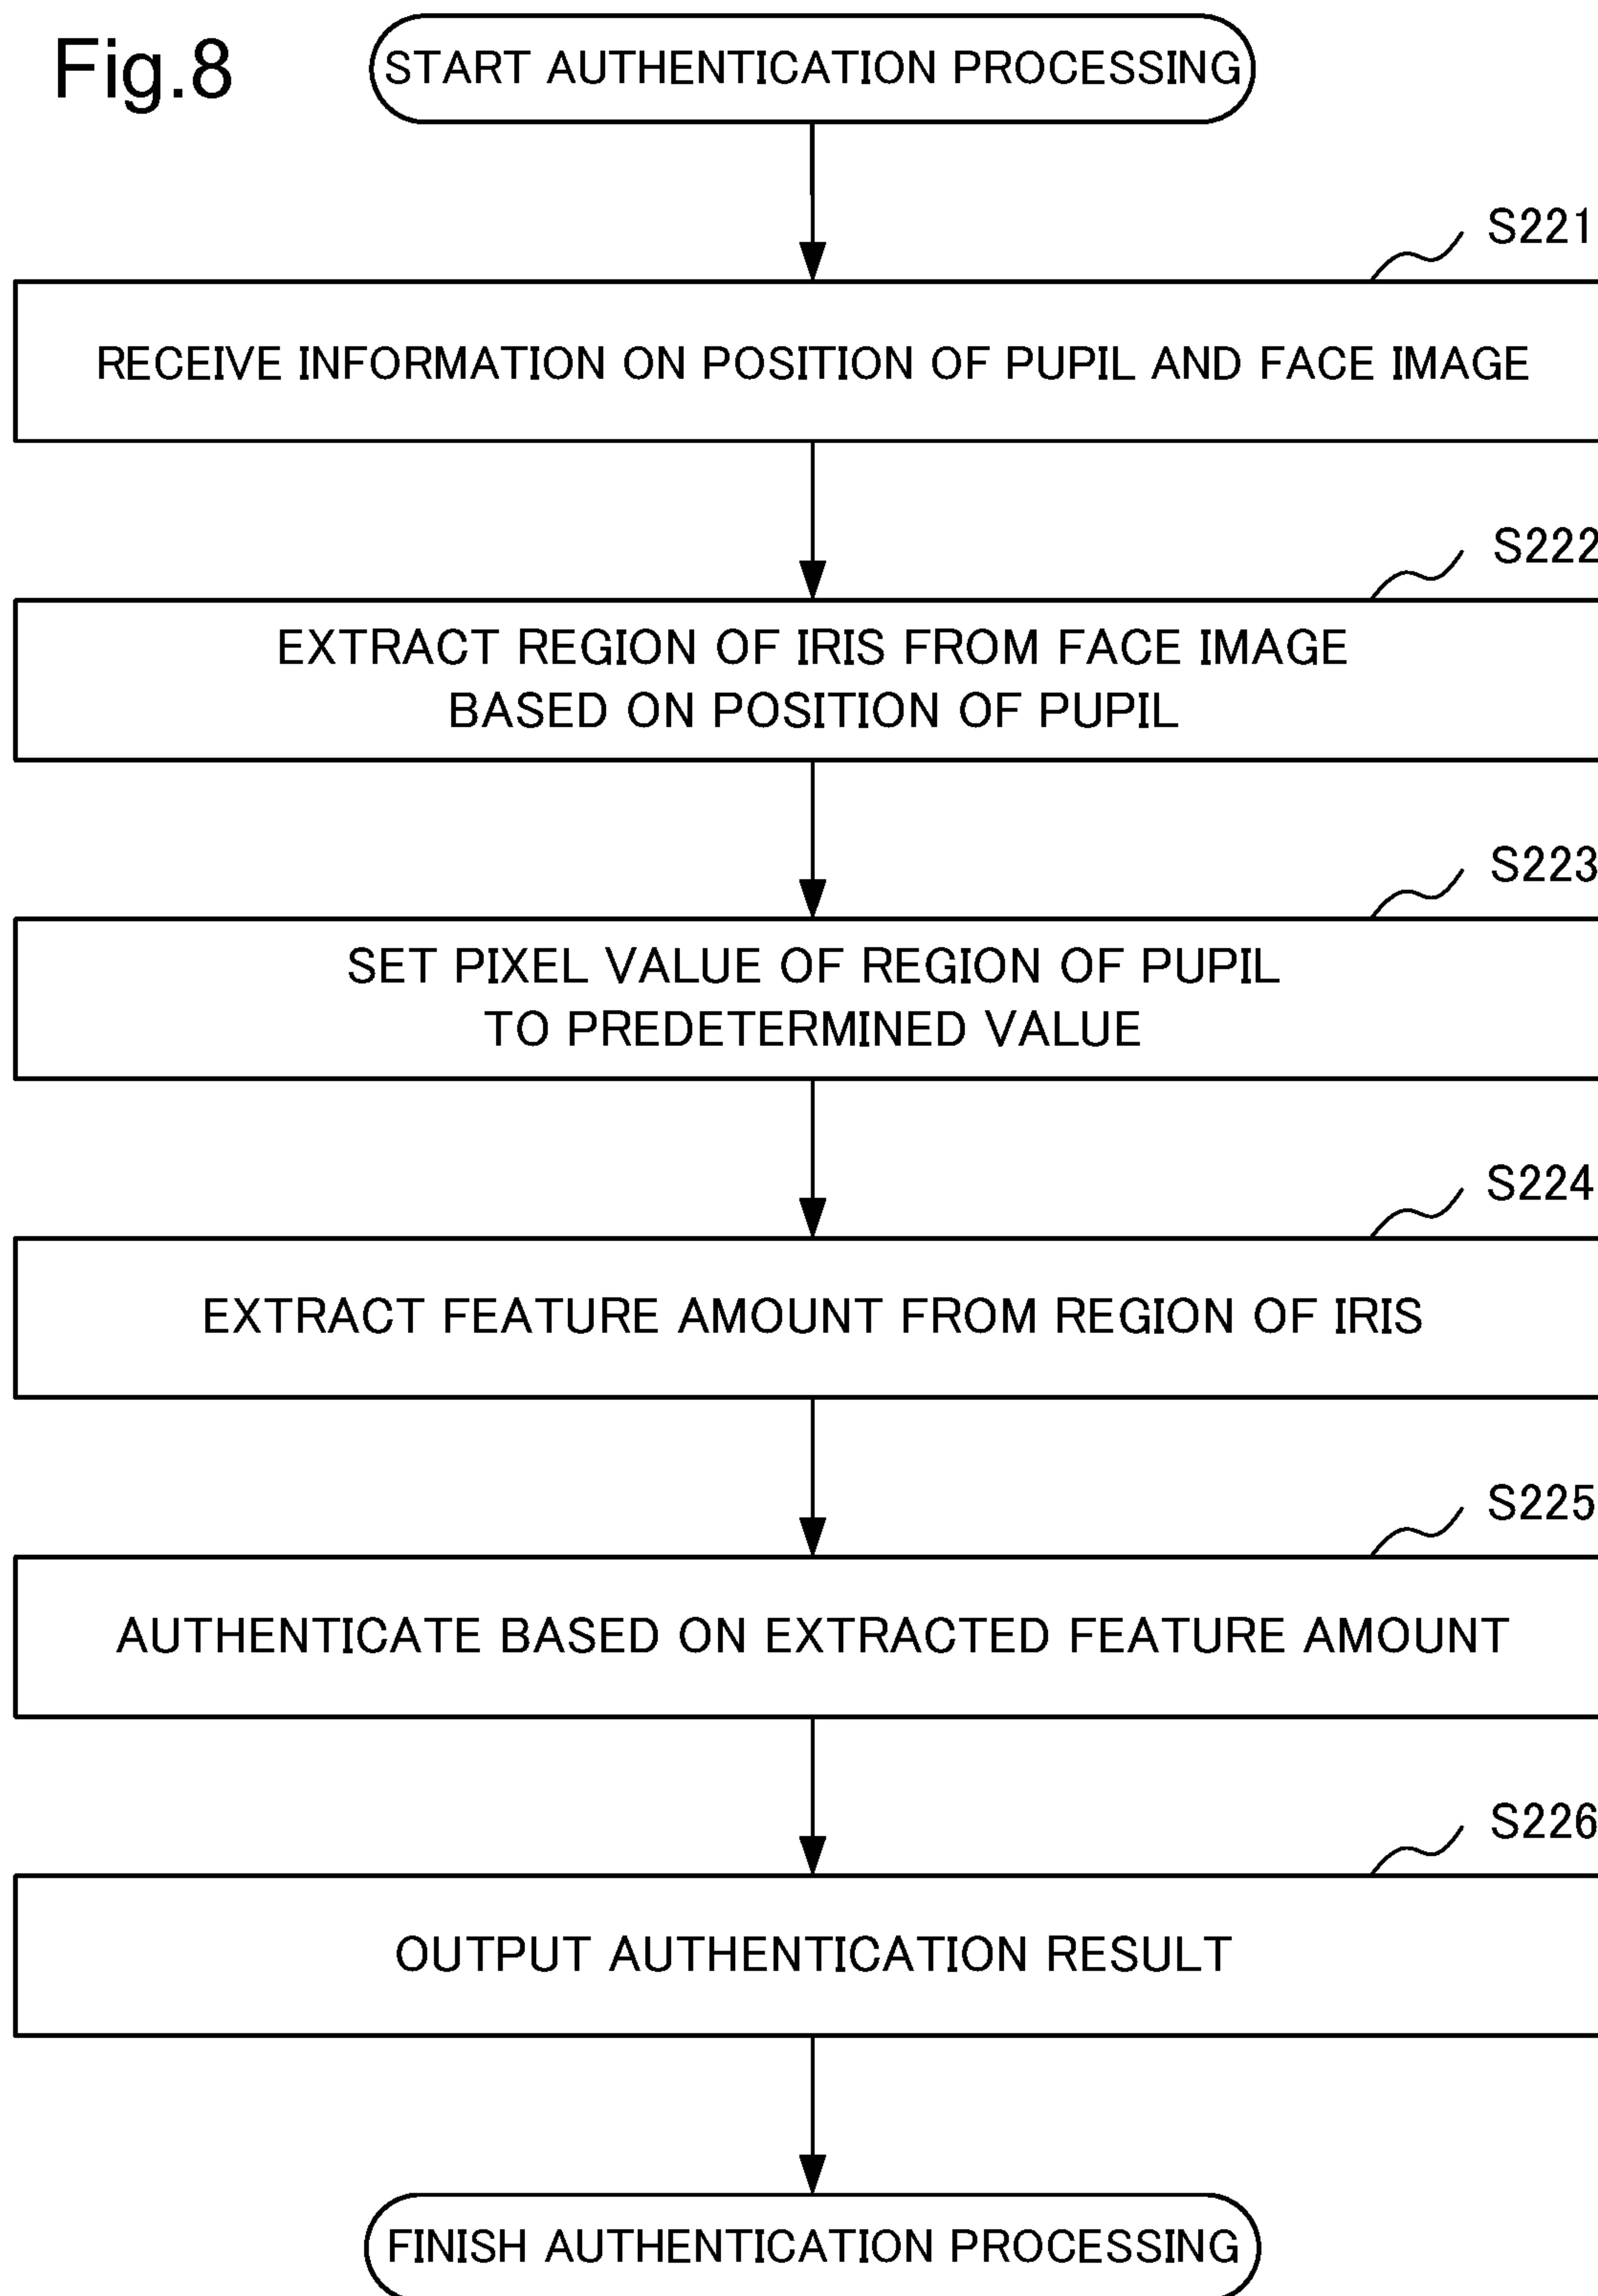 Fig.8
START AUTHENTICATION PROCESSING
S221
RECEIVE INFORMATION ON POSITION OF PUPIL AND FACE IMAGE
S222
EXTRACT REGION OF IRIS FROM FACE IMAGE
BASED ON POSITION OF PUPIL
S223
SET PIXEL VALUE OF REGION OF PUPIL
TO PREDETERMINED VALUE
S224
EXTRACT FEATURE AMOUNT FROM REGION OF IRIS
S225
AUTHENTICATE BASED ON EXTRACTED FEATURE AMOUNT
S226
OUTPUT AUTHENTICATION RESULT
FINISH AUTHENTICATION PROCESSING